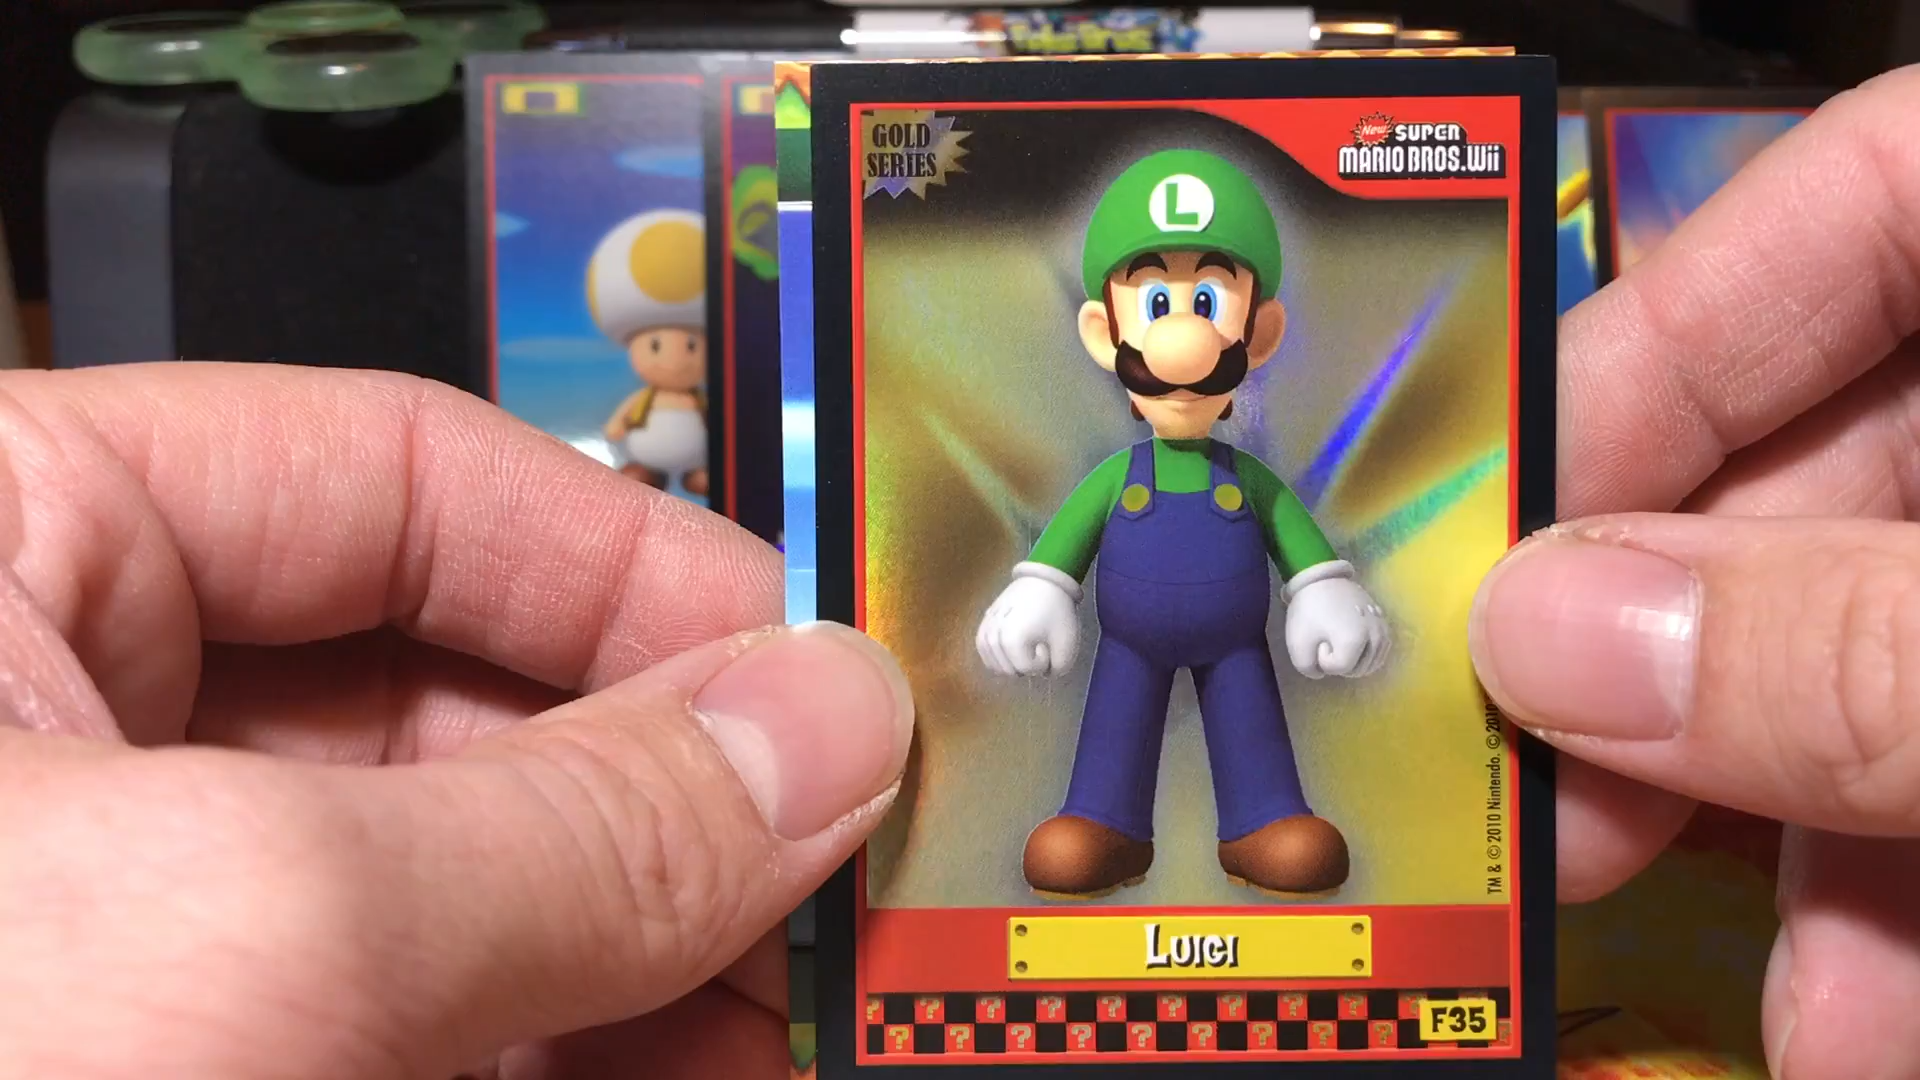 GOLD
SERIES
New SUPER
MARIO BROS.Wii
L
TM & © 2010 Nintendo. © 2010
LUIGI
F35